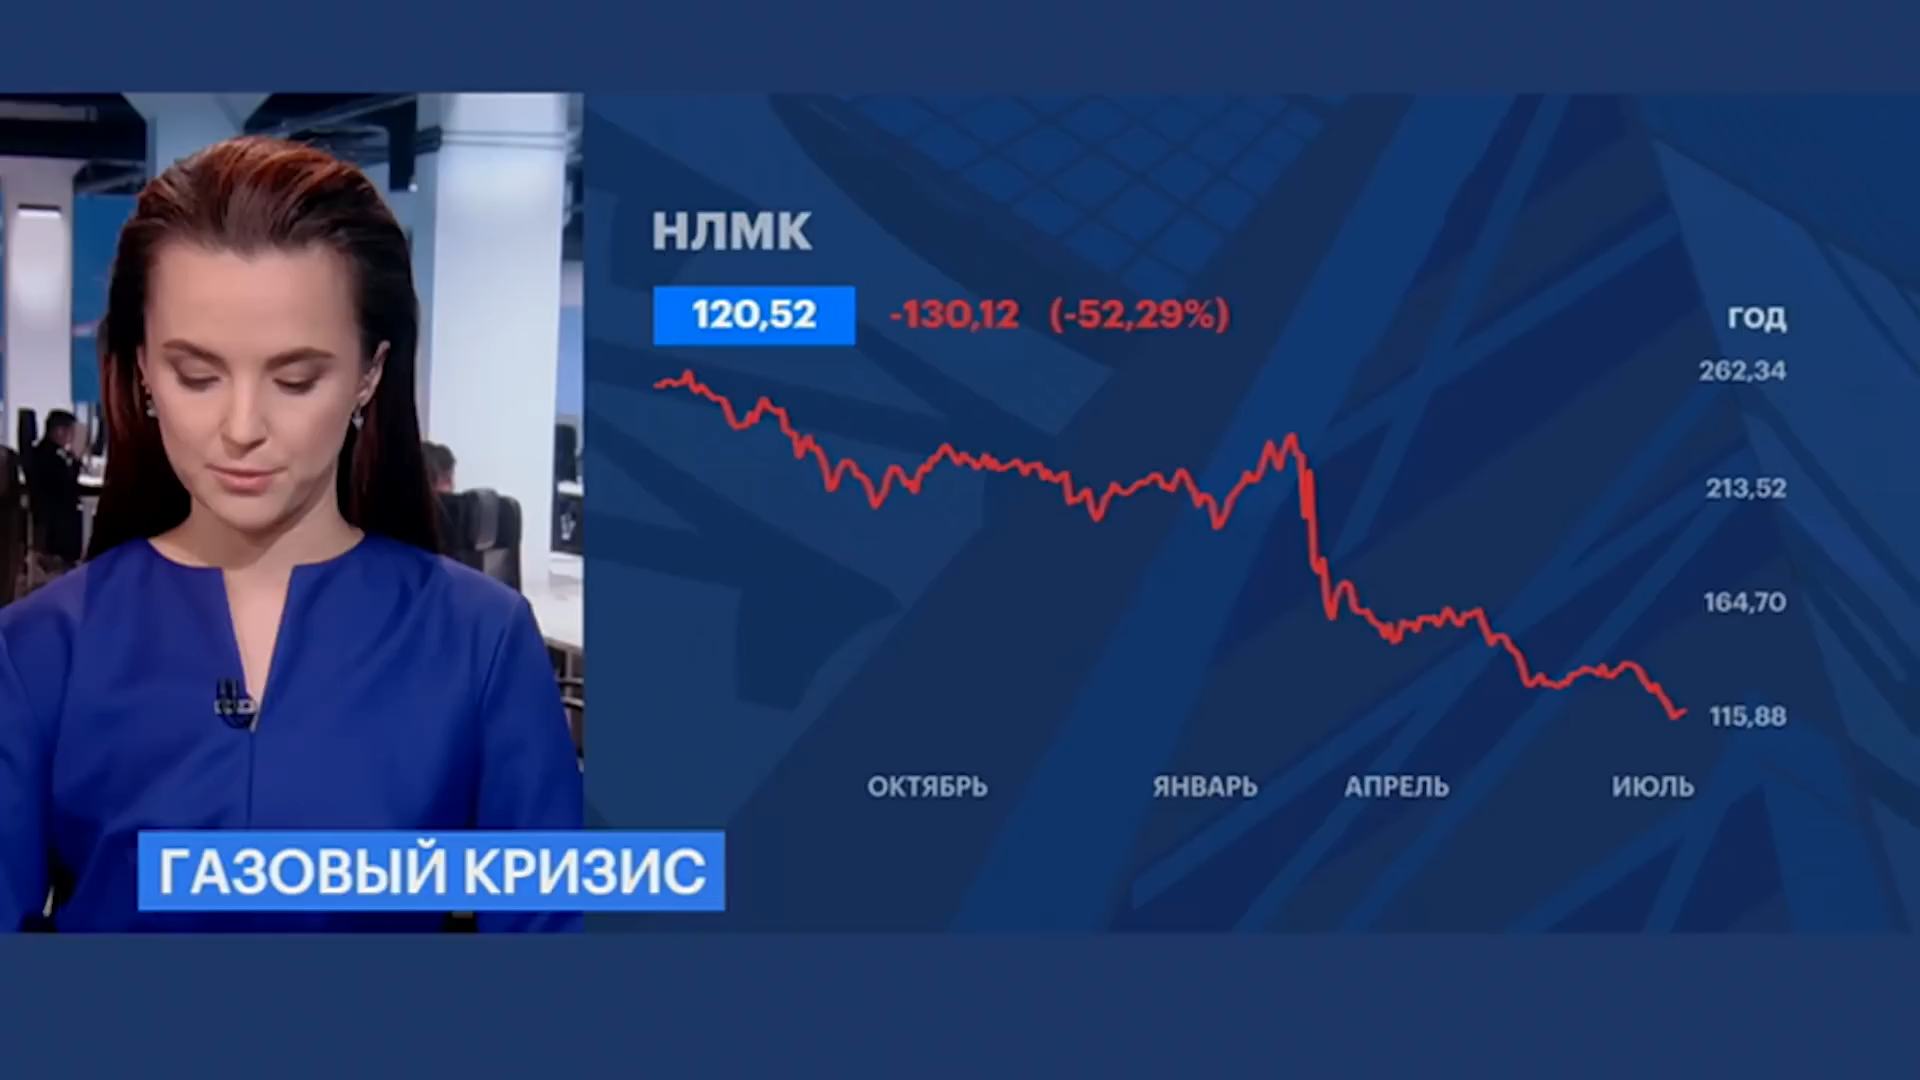 НЛМК
120,52 -130,12 (-52,29%)
ГОД
262,34
213,52
164,70
115,88
ОКТЯБРЬ ЯНВАРЬ АПРЕЛЬ ИЮЛЬ
ГАЗОВЫЙ КРИЗИС